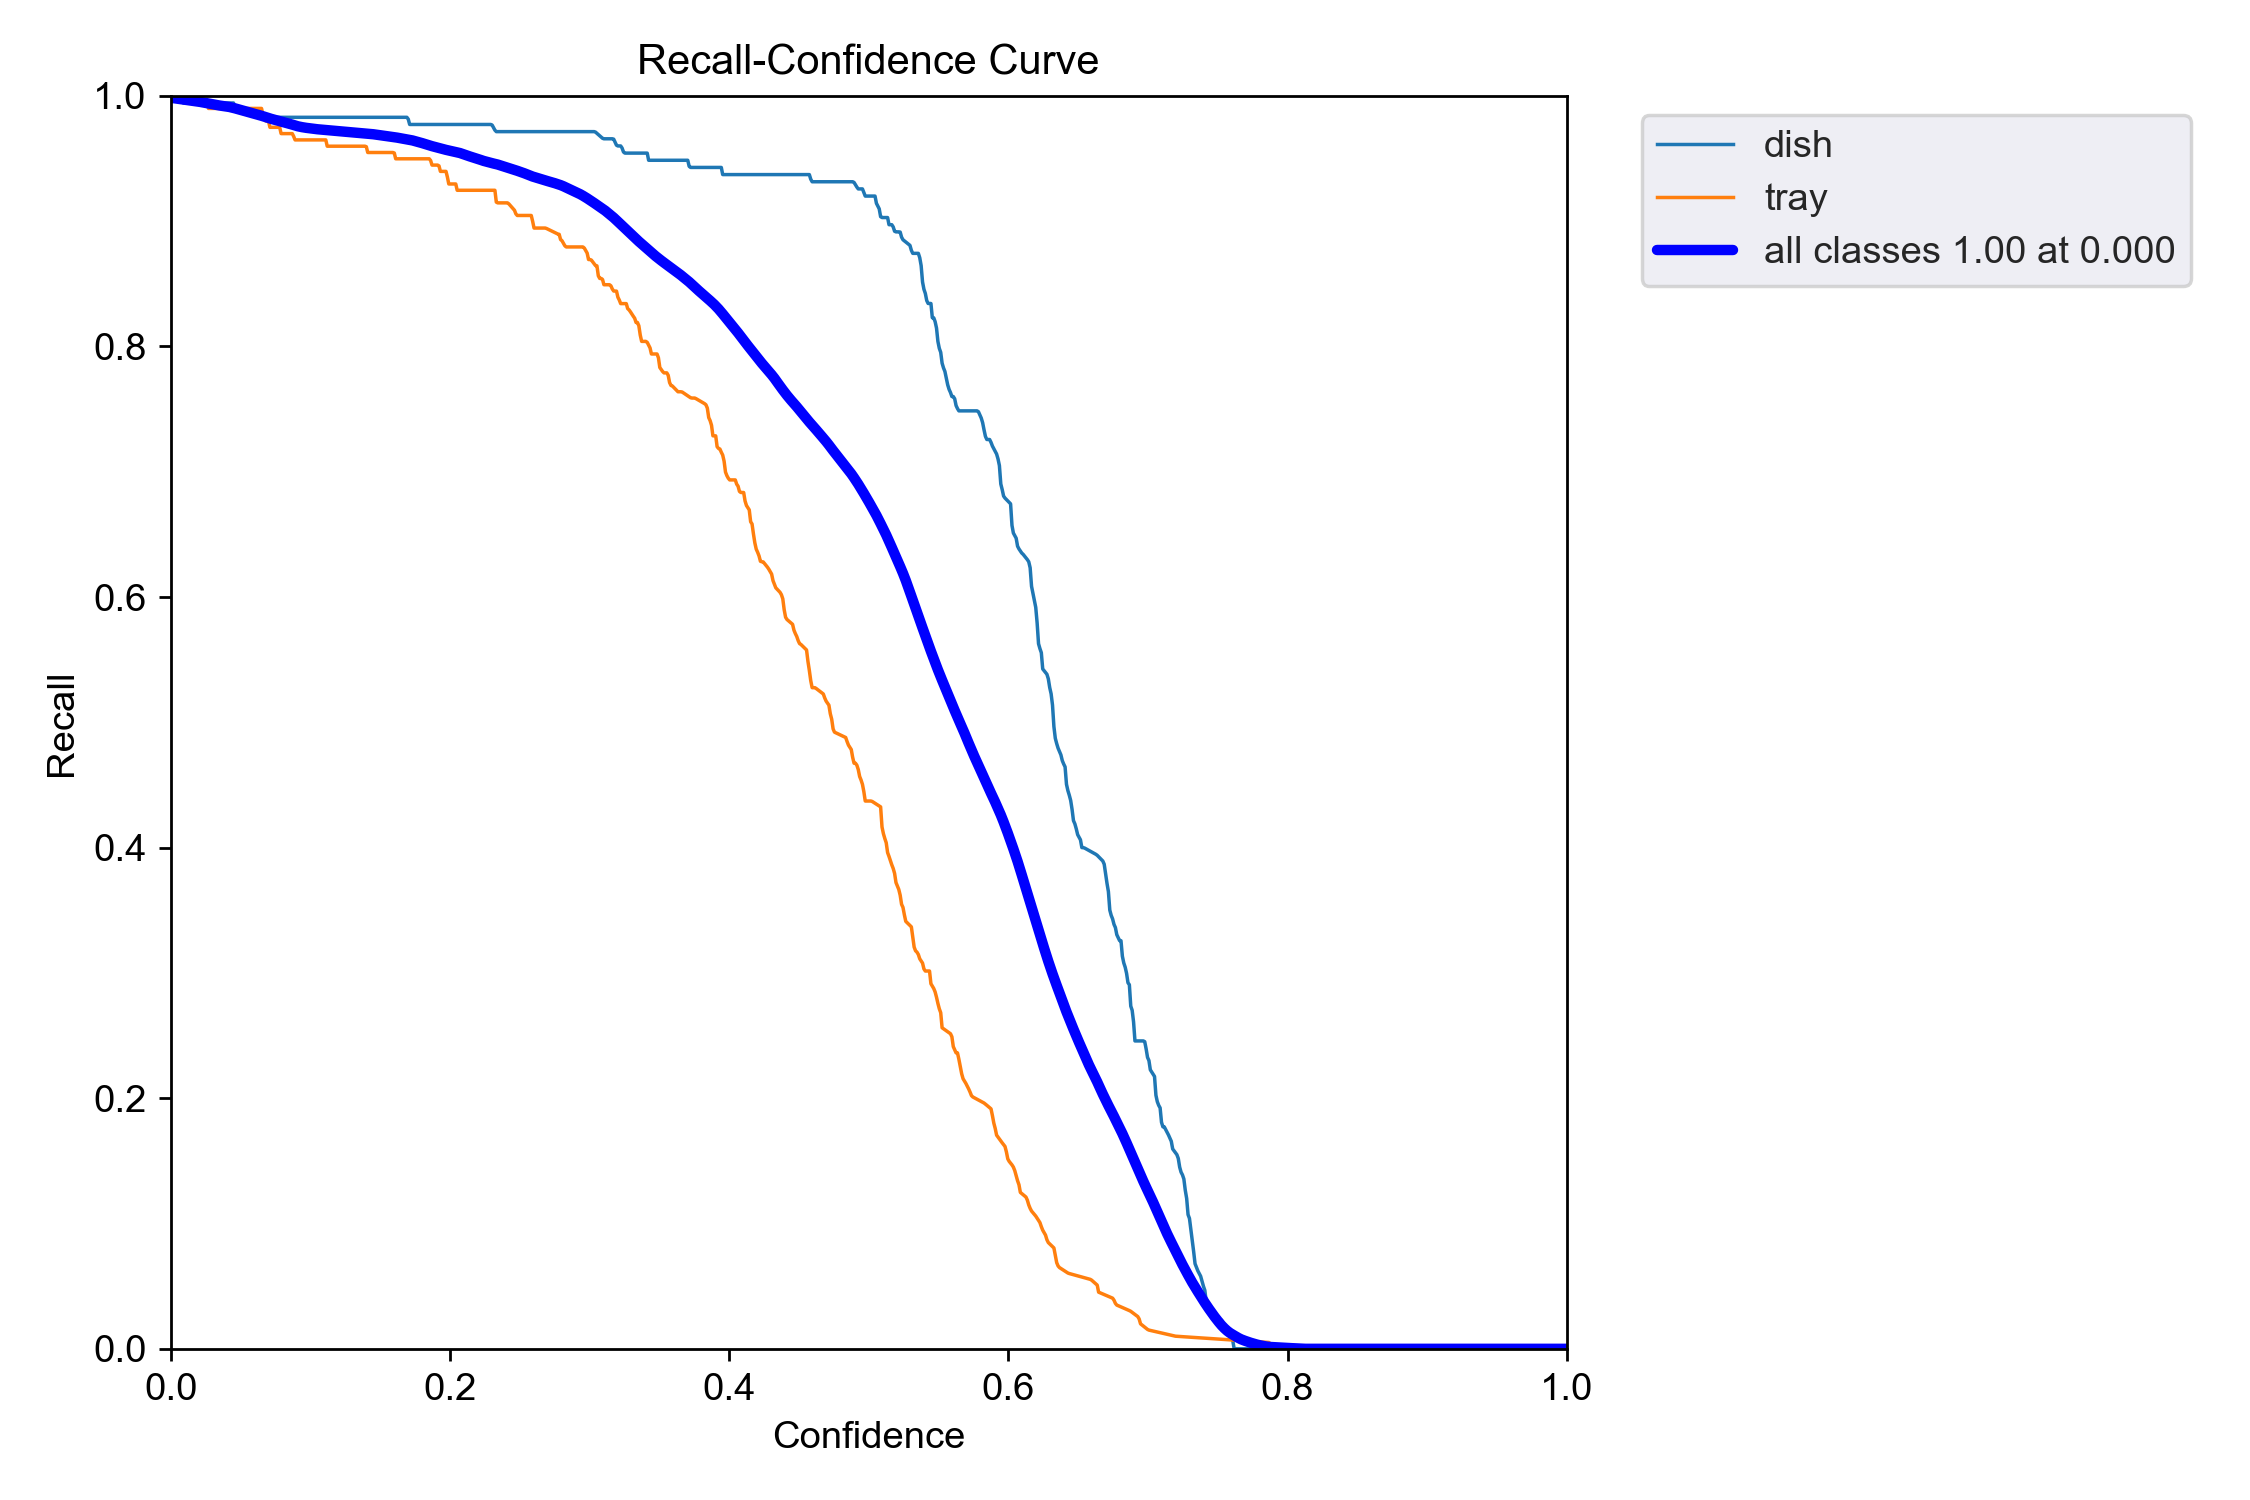 Recall-Confidence Curve
1.0
0.8
0.6
0.4
0.2
0.0
Recall
0.0 0.2 0.4 0.6 0.8 1.0
Confidence
dish
tray
all classes 1.00 at 0.000